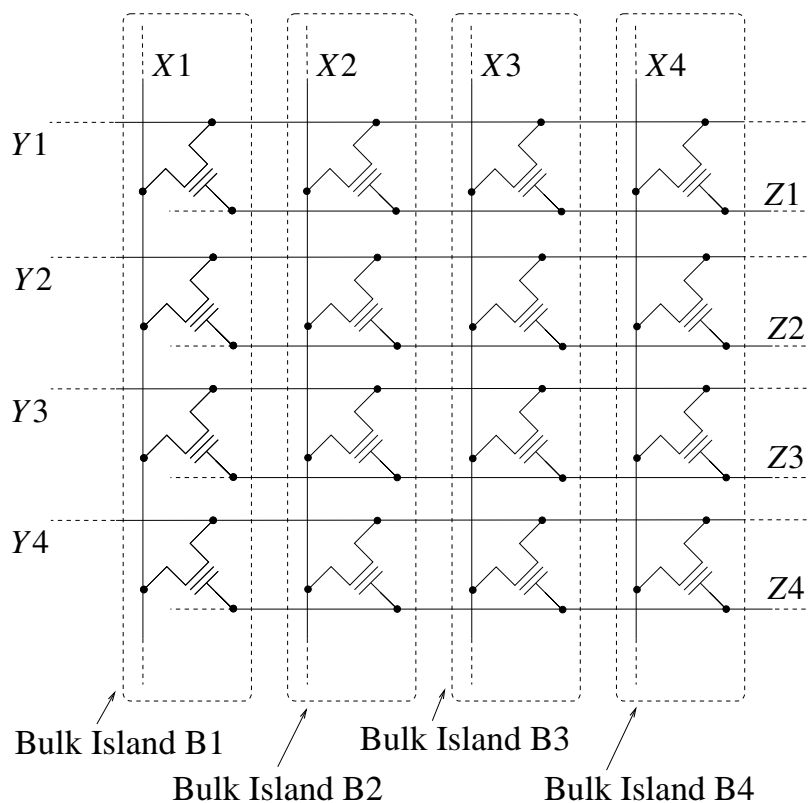 X1 X2 X3 X4
Y1
Z1
Y2
Z2
Y3
Z3
Y4
Z4
Bulk Island B1
Bulk Island B2
Bulk Island B3
Bulk Island B4